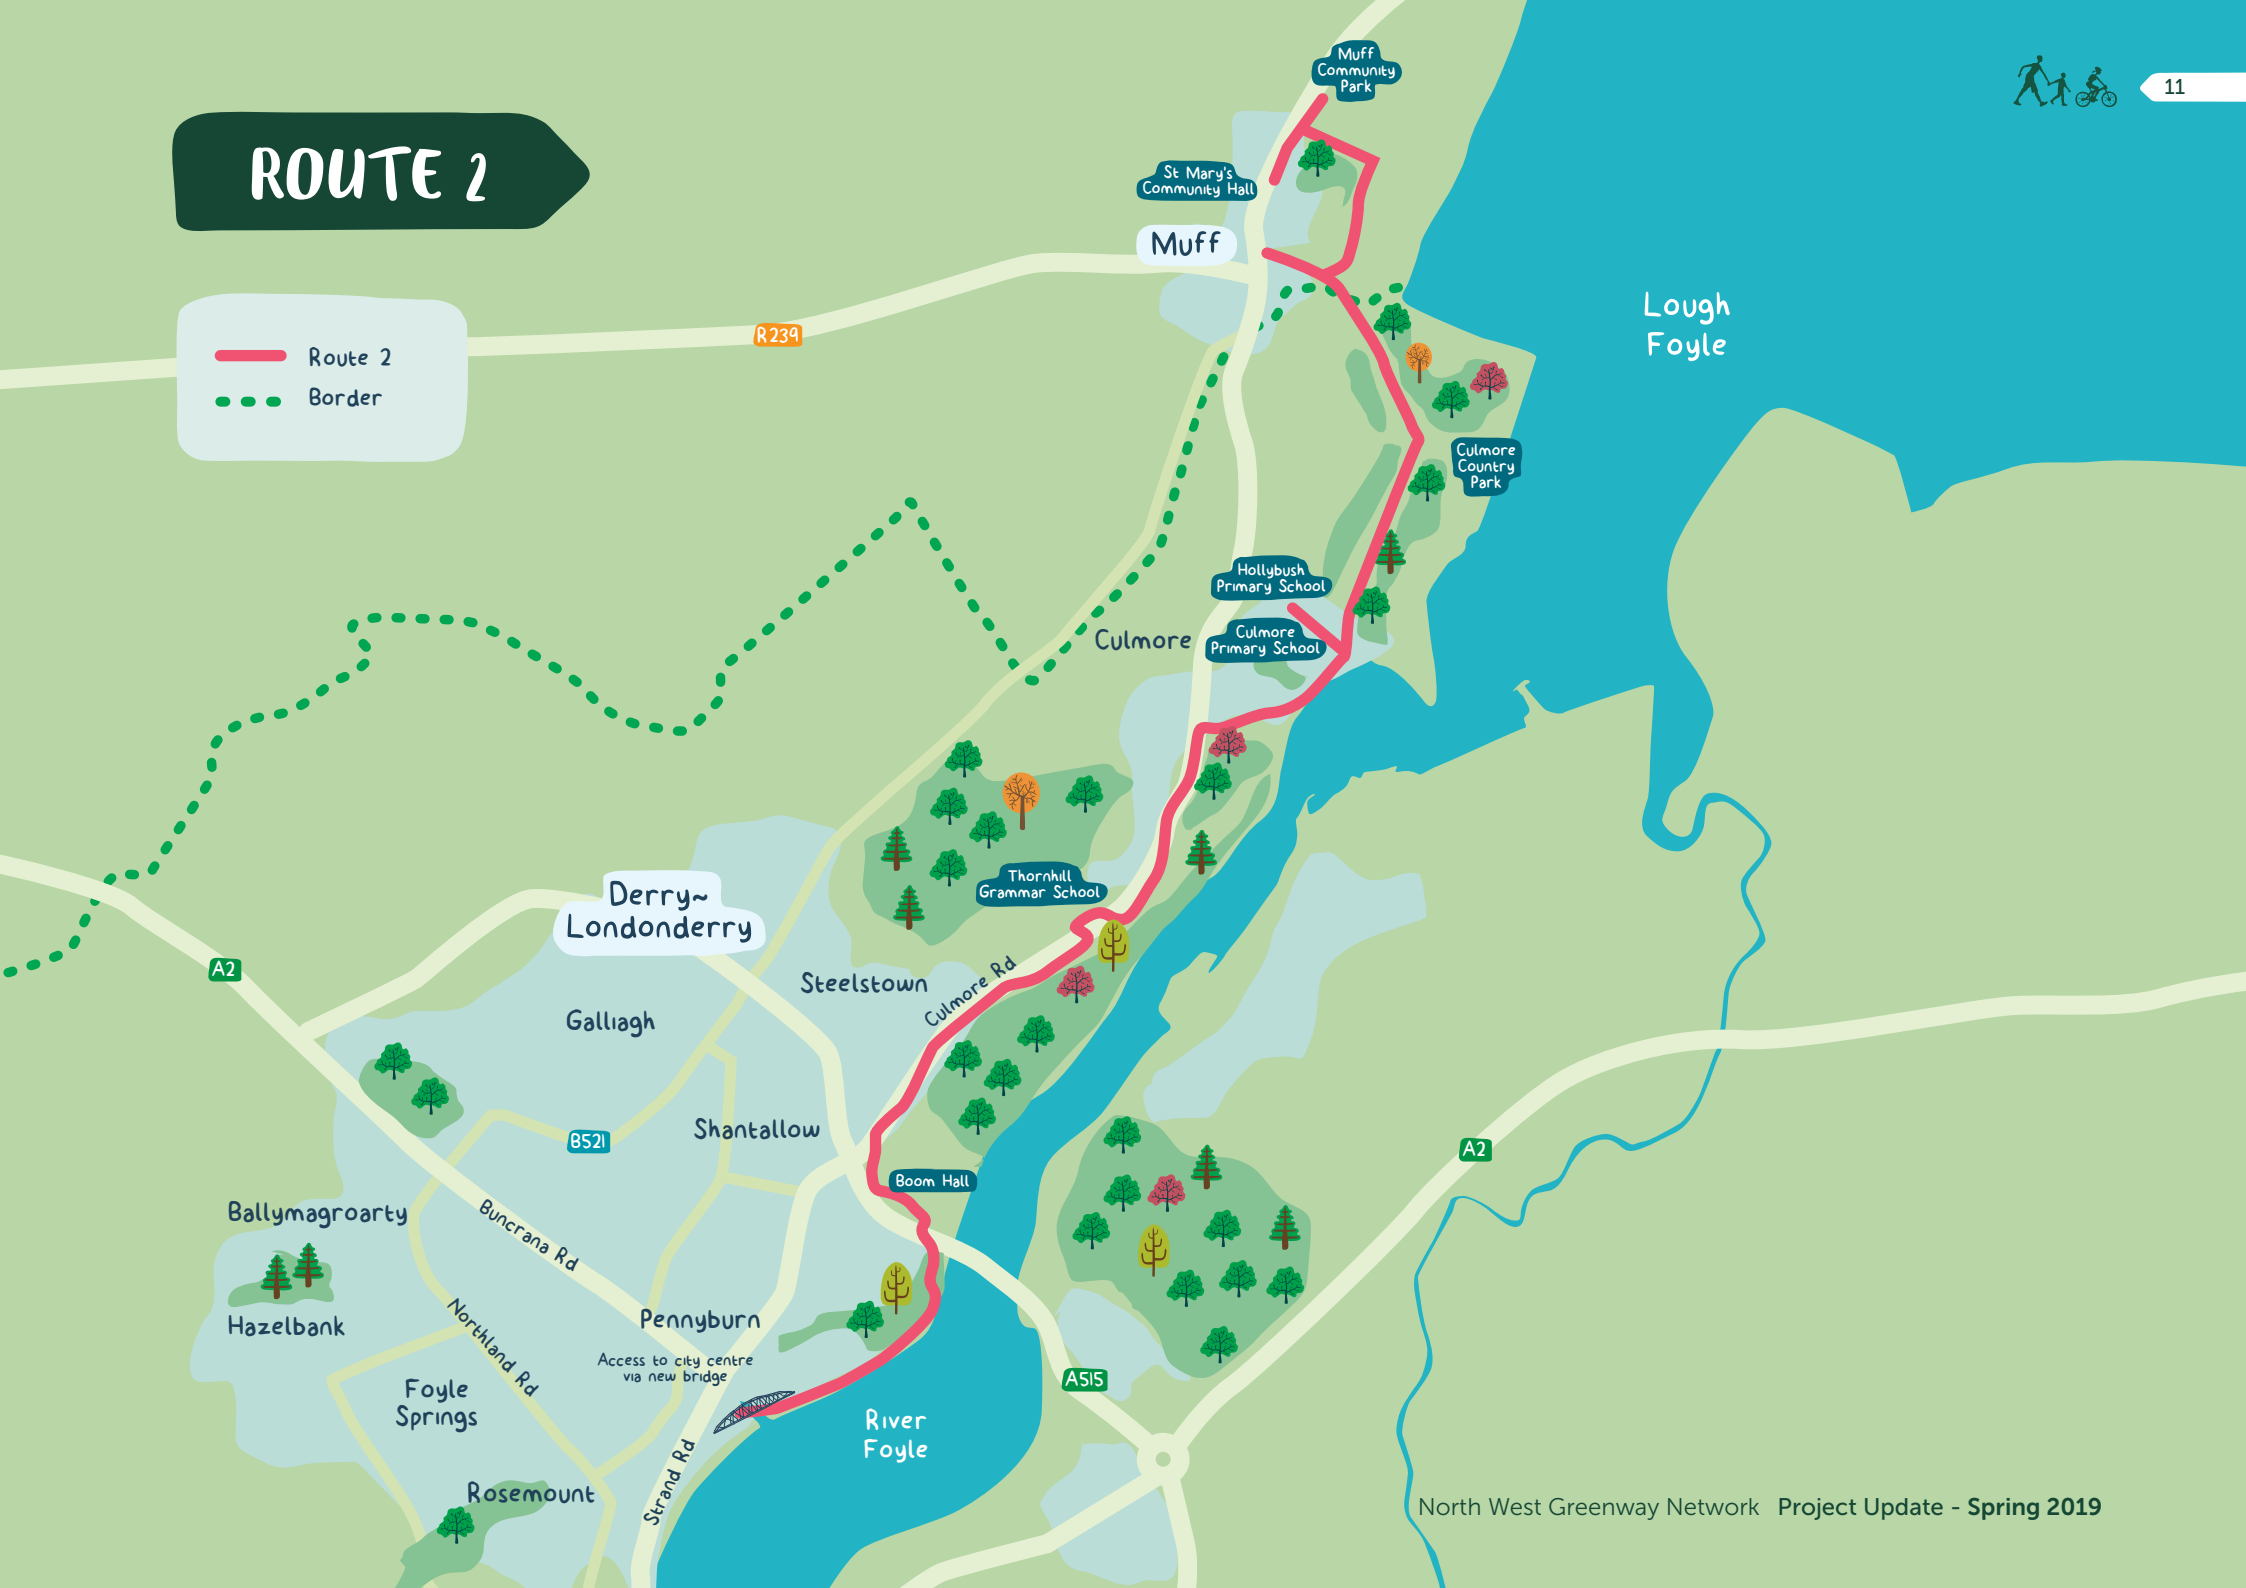 ROUTE 2
11
Route 2
Border
Muff
Community
Park
St Mary's
Community Hall
Muff
R239
Lough
Foyle
Culmore
Country
Park
Hollybush
Primary School
Culmore
Culmore
Primary School
Thornhill
Grammar School
Derry~
Londonderry
A2
Steelstown
Culmore Rd
Galliagh
B521
Shantallow
A2
Boom Hall
Ballymagroarty
Buncrana Rd
Hazelbank
Northland Rd
Pennyburn
Access to city centre
via new bridge
A515
Foyle
Springs
River
Foyle
Strand Rd
Rosemount
North West Greenway Network Project Update - Spring 2019